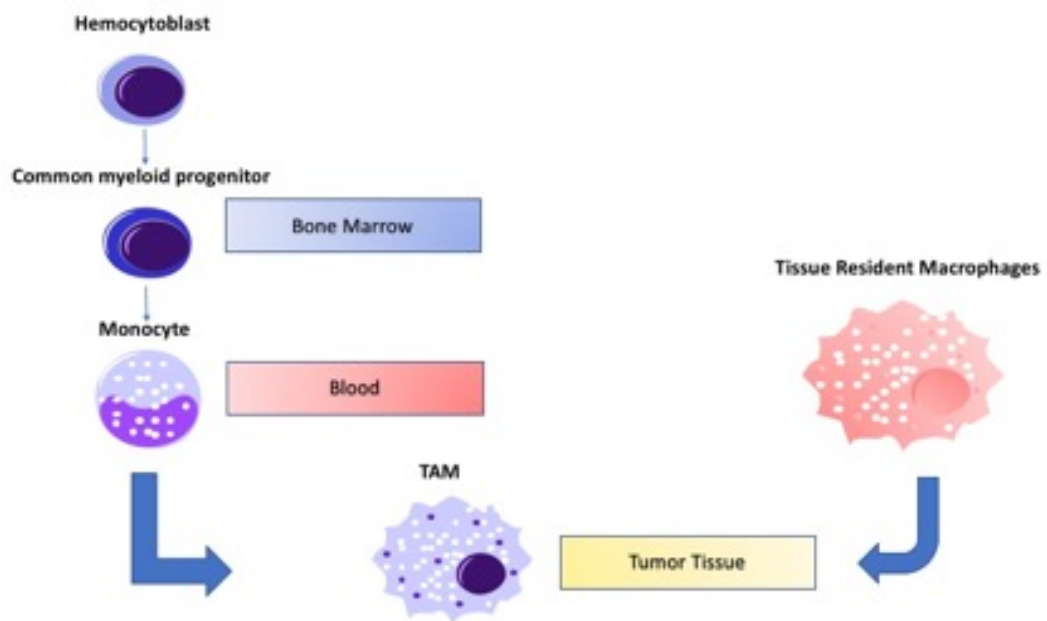 Hemocytoblast
Common myeloid progenitor
Bone Marrow
Tissue Resident Macrophages
Monocyte
Blood
TAM
Tumor Tissue